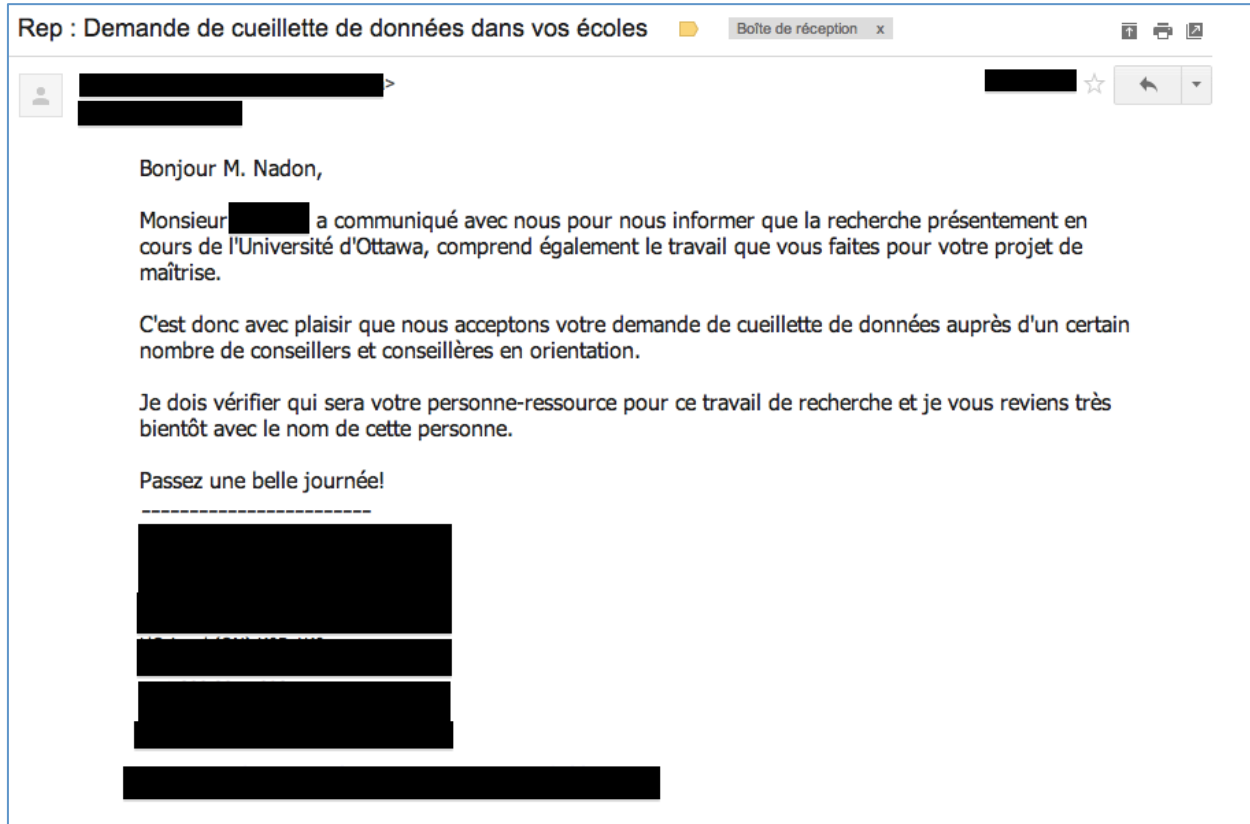 Rep : Demande de cueillette de données dans vos écoles Boîte de réception x
>
Bonjour M. Nadon,
Monsieur a communiqué avec nous pour nous informer que la recherche présentement en
cours de l'Université d'Ottawa, comprend également le travail que vous faites pour votre projet de
maîtrise.
C'est donc avec plaisir que nous acceptons votre demande de cueillette de données auprès d'un certain
nombre de conseillers et conseillères en orientation.
Je dois vérifier qui sera votre personne-ressource pour ce travail de recherche et je vous reviens très
bientôt avec le nom de cette personne.
Passez une belle journée!
------------------------